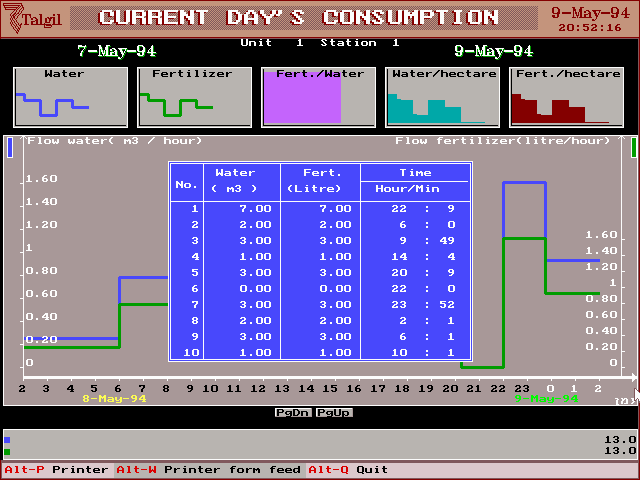 Talgil
CURRENT DAY'S CONSUMPTION
9-May-94
20:52:16
7-May-94
Unit 1 Station 1
9-May-94
Water
Fertilizer
Fert./Water
Water/hectare
Fert./hectare
Flow water( m3 / hour)
Flow fertilizer(litre/hour)
No. Water ( m3 ) Fert. (Litre) Time Hour/Min
1 7.00 7.00 22 : 9
2 2.00 2.00 6 : 0
3 3.00 3.00 9 : 49
4 1.00 1.00 14 : 4
5 3.00 3.00 20 : 9
6 0.00 0.00 22 : 0
7 3.00 3.00 23 : 52
8 2.00 2.00 2 : 1
9 3.00 3.00 6 : 1
10 1.00 1.00 10 : 1
1.60
1.40
1.20
1
0.80
0.60
0.40
0.20
0
1.60
1.40
1.20
1
0.80
0.60
0.40
0.20
0
2 3 4 5 6 7 8 9 10 11 12 13 14 15 16 17 18 19 20 21 22 23 0 1 2
8-May-94
9-May-94
PgDn PgUp
13.0
13.0
Alt-P Printer Alt-W Printer form feed Alt-Q Quit